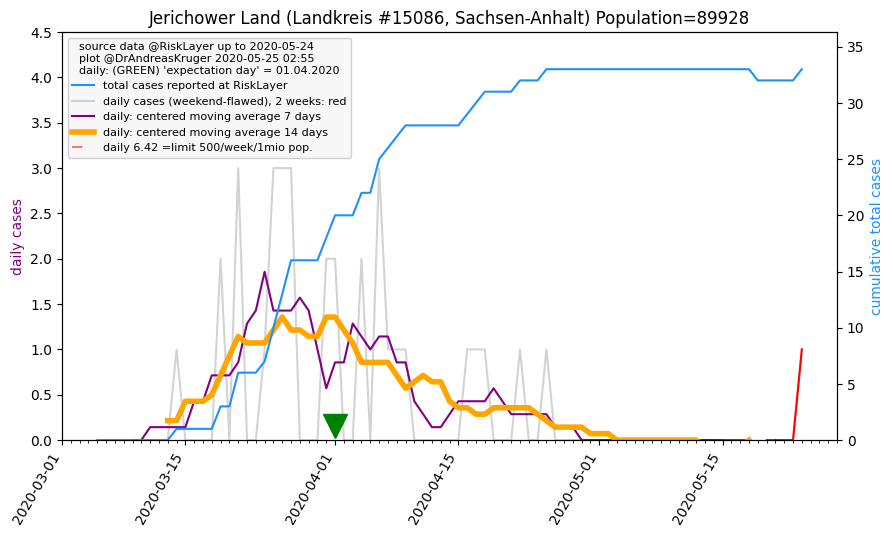 Jerichower Land (Landkreis #15086, Sachsen-Anhalt) Population=89928
source data @RiskLayer up to 2020-05-24
plot @DrAndreasKruger 2020-05-25 02:55
daily: (GREEN) 'expectation day' = 01.04.2020
total cases reported at RiskLayer
daily cases (weekend-flawed), 2 weeks: red
daily: centered moving average 7 days
daily: centered moving average 14 days
daily 6.42 =limit 500/week/1mio pop.
daily cases
4.5
4.0
3.5
3.0
2.5
2.0
1.5
1.0
0.5
0.0
35
30
25
20
15
10
5
0
cumulative total cases
2020-03-01
2020-03-15
2020-04-01
2020-04-15
2020-05-01
2020-05-15